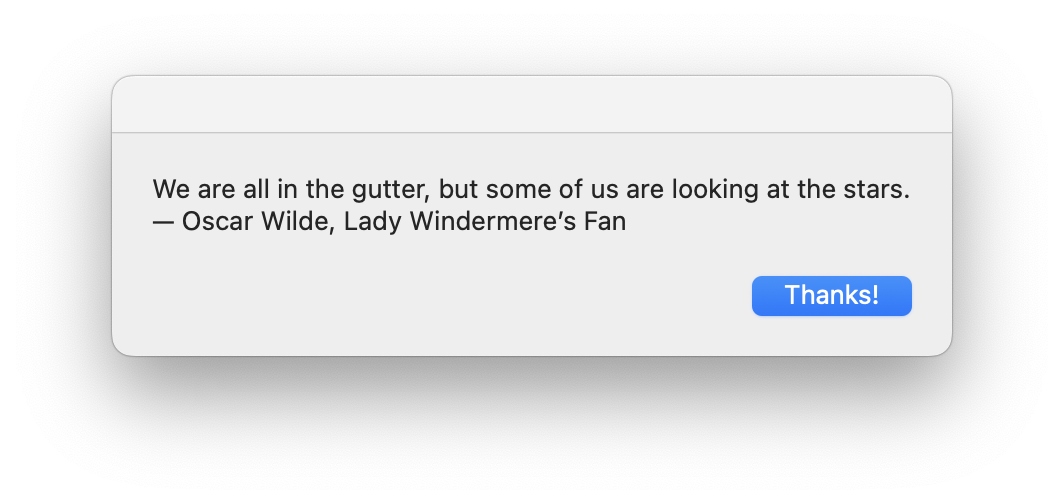 We are all in the gutter, but some of us are looking at the stars.
— Oscar Wilde, Lady Windermere’s Fan
Thanks!